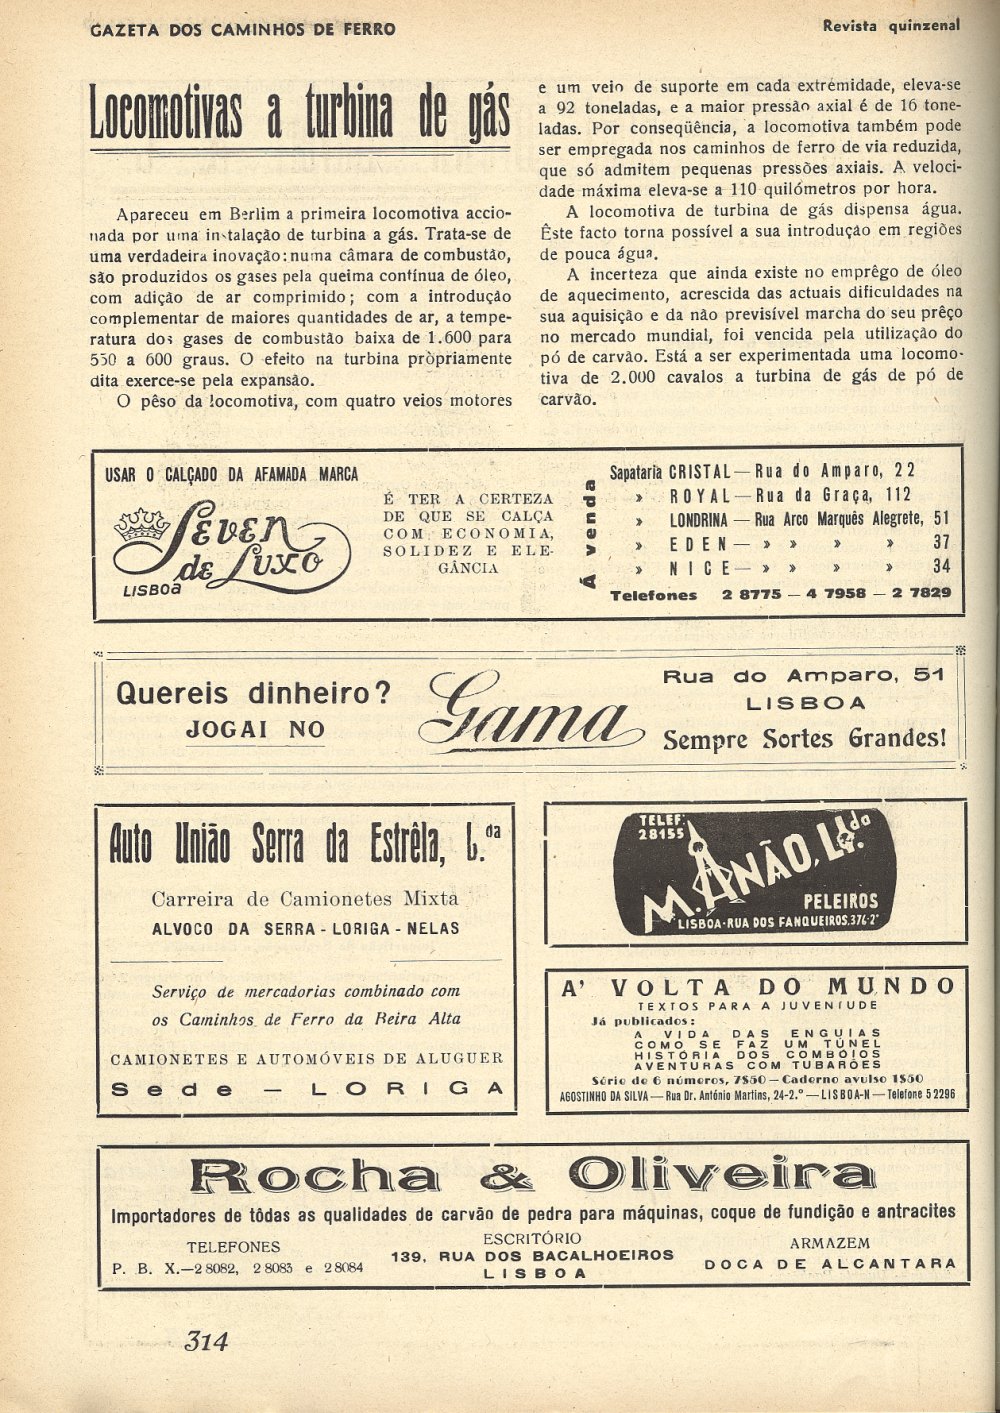 GAZETA DOS CAMINHOS DE FERRO
Revista quinzenal
Locomotivas a turbina de gás
Apareceu em Berlim a primeira locomotiva accio-
nada por uma instalação de turbina a gás. Trata-se de
uma verdadeira inovação: numa câmara de combustão,
são produzidos os gases pela queima contínua de óleo,
com adição de ar comprimido; com a introdução
complementar de maiores quantidades de ar, a tempe-
ratura dos gases de combustão baixa de 1.600 para
550 a 600 graus. O efeito na turbina pròpriamente
dita exerce-se pela expansão.
O pêso da locomotiva, com quatro veios motores
e um veio de suporte em cada extrémidade, eleva-se
a 92 toneladas, e a maior pressão axial é de 16 tone-
ladas. Por conseqüência, a locomotiva também pode
ser empregada nos caminhos de ferro de via reduzida,
que só admitem pequenas pressões axiais. A veloci-
dade máxima eleva-se a 110 quilómetros por hora.
A locomotiva de turbina de gás dispensa água.
Êste facto torna possível a sua introdução em regiões
de pouca água.
A incerteza que ainda existe no emprêgo de óleo
de aquecimento, acrescida das actuais dificuldades na
sua aquisição e da não previsível marcha do seu prêço
no mercado mundial, foi vencida pela utilização do
pó de carvão. Está a ser experimentada uma locomo-
tiva de 2.000 cavalos a turbina de gás de pó de
carvão.
USAR O CALÇADO DA AFAMADA MARCA
Seven
de Luxo
LISBOA
É TER A CERTEZA
DE QUE SE CALÇA
COM ECONOMIA,
SOLIDEZ E ELE-
GÂNCIA
Á venda
Sapataria CRISTAL — Rua do Amparo, 22
» ROYAL — Rua da Graça, 112
» LONDRINA — Rua Arco Marquês Alegrete, 51
» EDEN — » » » » 37
» NICE — » » » » 34
Telefones 2 8775 — 4 7958 — 2 7829
Quereis dinheiro?
JOGAI NO
Gama
Rua do Amparo, 51
LISBOA
Sempre Sortes Grandes!
Auto União Serra da Estrêla, L.da
Carreira de Camionetes Mixta
ALVOCO DA SERRA - LORIGA - NELAS
Serviço de mercadorias combinado com
os Caminhos de Ferro da Beira Alta
CAMIONETES E AUTOMÓVEIS DE ALUGUER
Sede — LORIGA
TELEF.
28155
M. ANÃO, L.da
PELEIROS
LISBOA-RUA DOS FANQUEIROS.376-2°
A' VOLTA DO MUNDO
TEXTOS PARA A JUVENTUDE
Já publicados:
A VIDA DAS ENGUIAS
COMO SE FAZ UM TÚNEL
HISTÓRIA DOS COMBOIOS
AVENTURAS COM TUBARÕES
Série de 6 números, 7$50 — Caderno avulso 1$50
AGOSTINHO DA SILVA — Rua Dr. António Martins, 24-2.º — LISBOA-N — Telefone 5 2296
Rocha & Oliveira
Importadores de tôdas as qualidades de carvão de pedra para máquinas, coque de fundição e antracites
TELEFONES
P. B. X.—2 8082, 2 8083 e 2 8084
ESCRITÓRIO
139, RUA DOS BACALHOEIROS
LISBOA
ARMAZEM
DOCA DE ALCANTARA
314